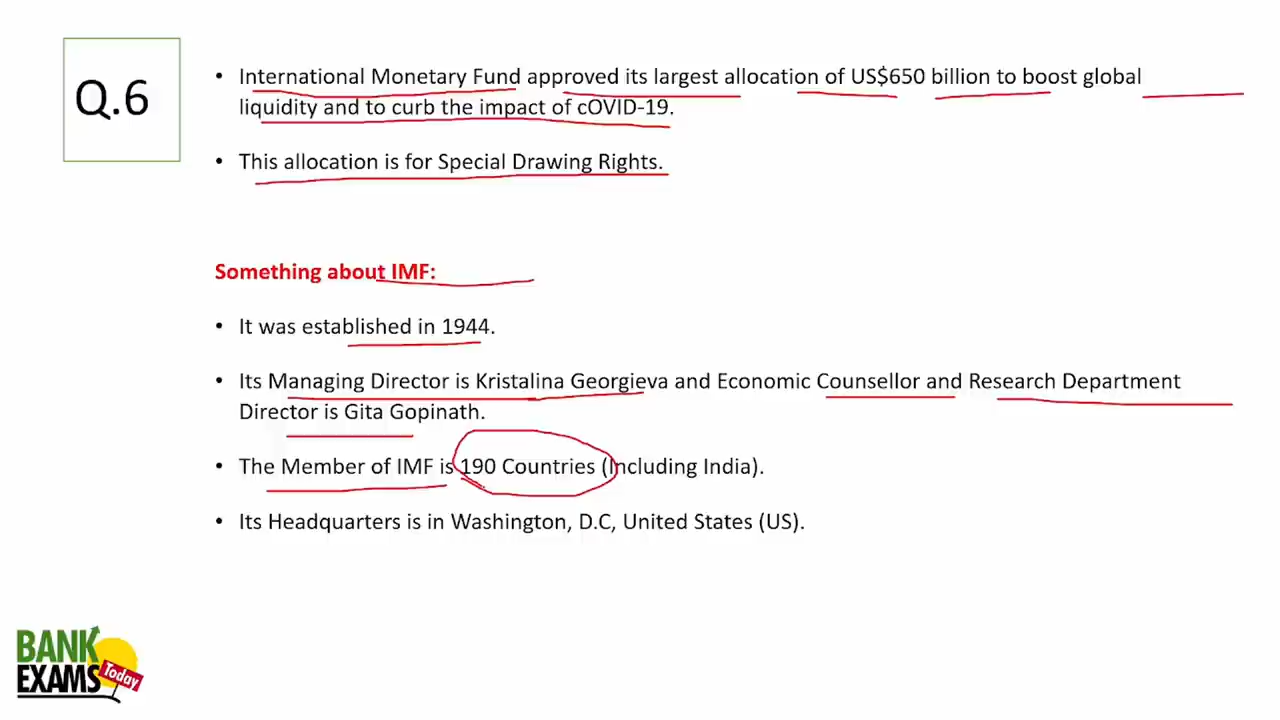 Q.6
• International Monetary Fund approved its largest allocation of US$650 billion to boost global
liquidity and to curb the impact of cOVID-19.
• This allocation is for Special Drawing Rights.
Something about IMF:
• It was established in 1944.
• Its Managing Director is Kristalina Georgieva and Economic Counsellor and Research Department
Director is Gita Gopinath.
• The Member of IMF is 190 Countries (Including India).
• Its Headquarters is in Washington, D.C, United States (US).
BANK
EXAMS
Today